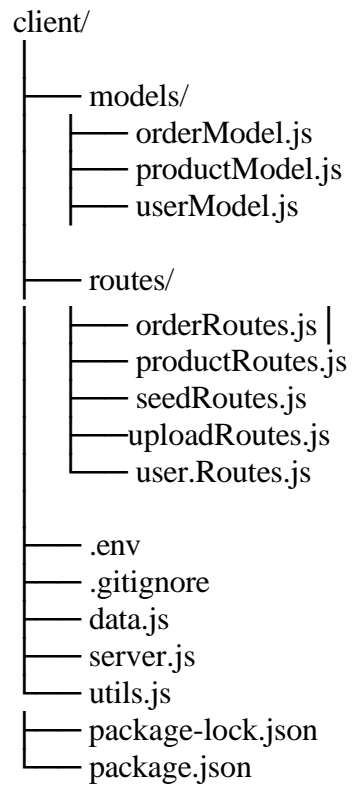 client/
models/
orderModel.js
productModel.js
userModel.js
routes/
orderRoutes.js
productRoutes.js
seedRoutes.js
uploadRoutes.js
user.Routes.js
.env
.gitignore
data.js
server.js
utils.js
package-lock.json
package.json